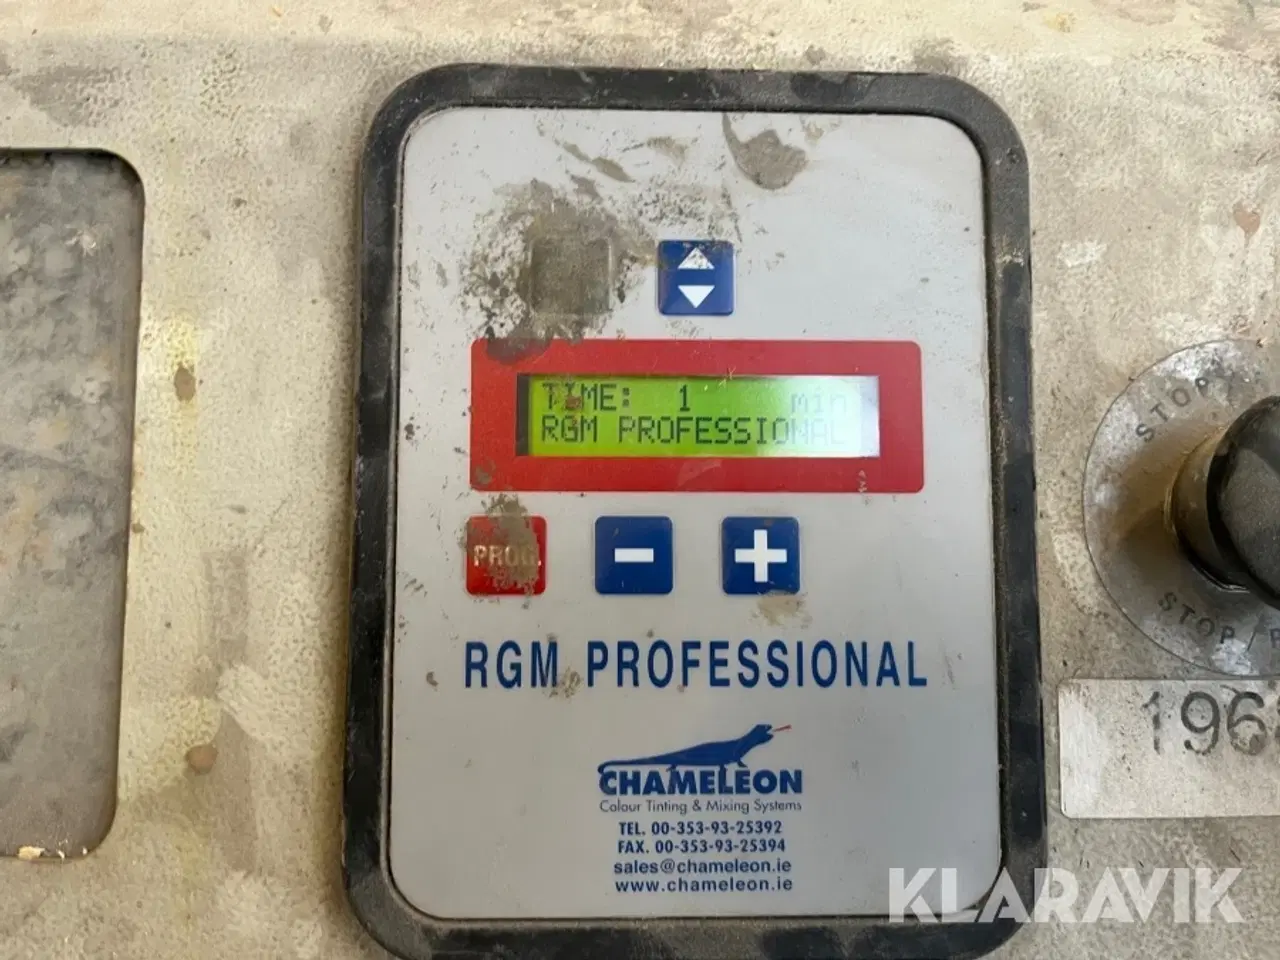 TIME: 1 min
RGM PROFESSIONAL
PROG.
RGM PROFESSIONAL
CHAMELEON
Colour Tinting & Mixing Systems
TEL. 00-353-93-25392
FAX. 00-353-93-25394
sales@chameleon.ie
www.chameleon.ie
STOP
STOP/
196
KLARAVIK